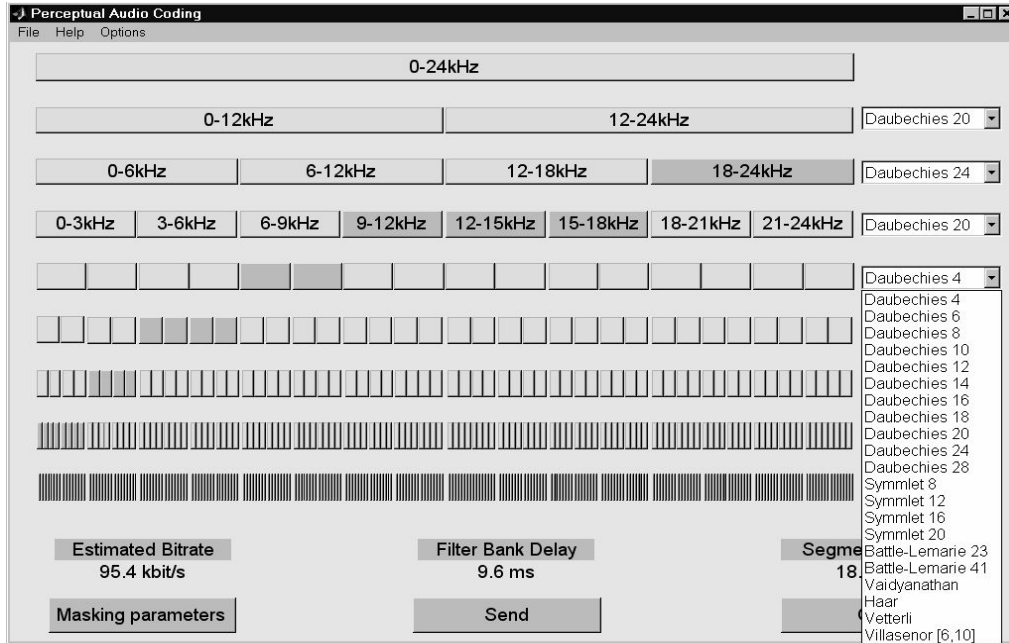 Perceptual Audio Coding
File Help Options
0-24kHz
0-12kHz 12-24kHz Daubechies 20
0-6kHz 6-12kHz 12-18kHz 18-24kHz Daubechies 24
0-3kHz 3-6kHz 6-9kHz 9-12kHz 12-15kHz 15-18kHz 18-21kHz 21-24kHz Daubechies 20
Daubechies 4
Daubechies 4
Daubechies 6
Daubechies 8
Daubechies 10
Daubechies 12
Daubechies 14
Daubechies 16
Daubechies 18
Daubechies 20
Daubechies 24
Daubechies 28
Symmlet 8
Symmlet 12
Symmlet 16
Symmlet 20
Battle-Lemarie 23
Battle-Lemarie 41
Vaidyanathan
Haar
Vetterli
Villasenor [6,10]
Estimated Bitrate Filter Bank Delay Segme
95.4 kbit/s 9.6 ms 18.
Masking parameters Send